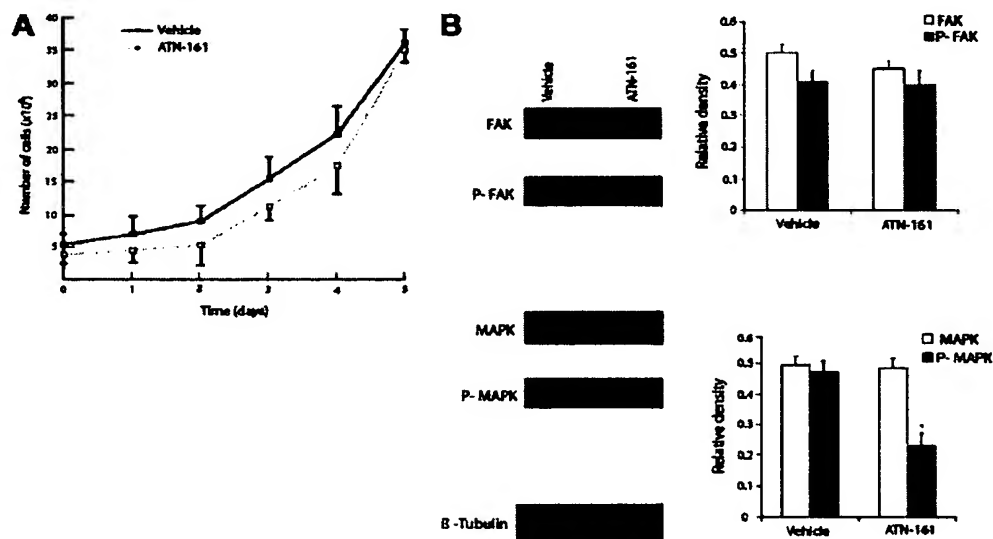 A
Vehicle
ATN-161
Number of cells (x10⁶)
40
35
30
25
20
15
10
5
0 1 2 3 4 5
Time (days)
B
Vehicle ATN-161
FAK
P- FAK
MAPK
P- MAPK
ß -Tubulin
FAK
P- FAK
Relative density
0.6
0.5
0.4
0.3
0.2
0.1
0
Vehicle ATN-161
MAPK
P- MAPK
Relative density
0.6
0.5
0.4
0.3
0.2
0.1
0
*
Vehicle ATN-161